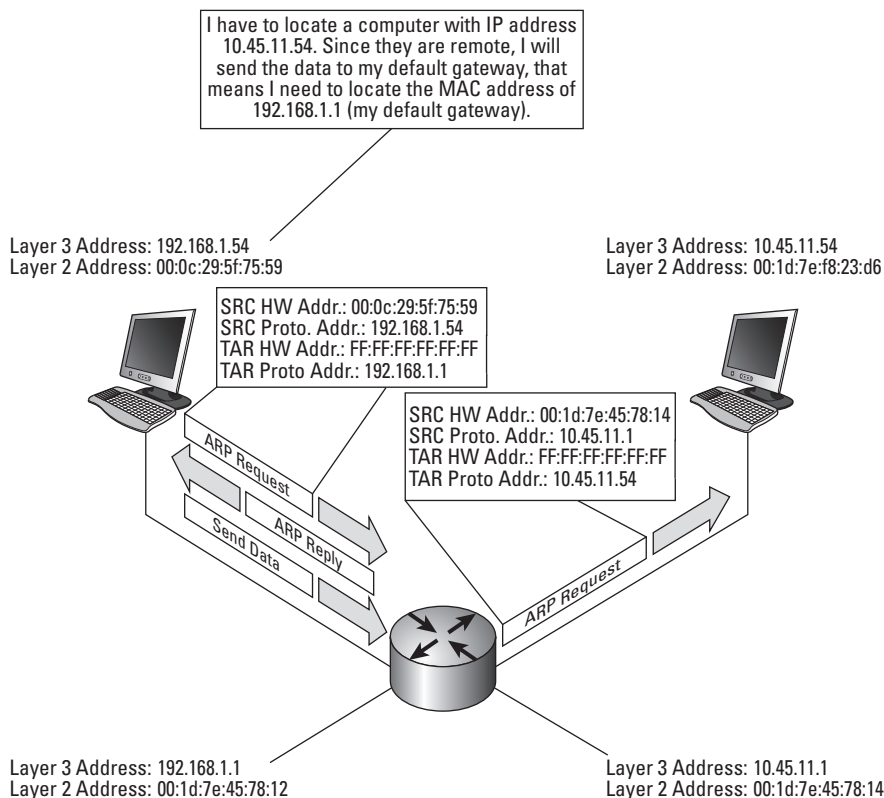 I have to locate a computer with IP address
10.45.11.54. Since they are remote, I will
send the data to my default gateway, that
means I need to locate the MAC address of
192.168.1.1 (my default gateway).
Layer 3 Address: 192.168.1.54
Layer 2 Address: 00:0c:29:5f:75:59
Layer 3 Address: 10.45.11.54
Layer 2 Address: 00:1d:7e:f8:23:d6
SRC HW Addr.: 00:0c:29:5f:75:59
SRC Proto. Addr.: 192.168.1.54
TAR HW Addr.: FF:FF:FF:FF:FF:FF
TAR Proto Addr.: 192.168.1.1
SRC HW Addr.: 00:1d:7e:45:78:14
SRC Proto. Addr.: 10.45.11.1
TAR HW Addr.: FF:FF:FF:FF:FF:FF
TAR Proto Addr.: 10.45.11.54
ARP Request
ARP Reply
Send Data
ARP Request
Layer 3 Address: 192.168.1.1
Layer 2 Address: 00:1d:7e:45:78:12
Layer 3 Address: 10.45.11.1
Layer 2 Address: 00:1d:7e:45:78:14